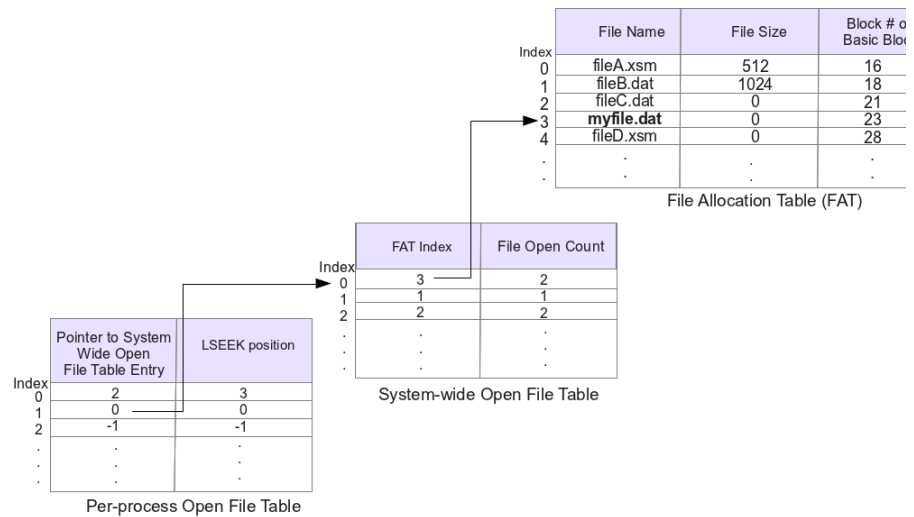 File Name File Size Block # o
Basic Bloc
Index
0 fileA.xsm 512 16
1 fileB.dat 1024 18
2 fileC.dat 0 21
3 myfile.dat 0 23
4 fileD.xsm 0 28
. . . .
. . . .
File Allocation Table (FAT)
FAT Index File Open Count
Index
0 3 2
1 1 1
2 2 2
. . .
. . .
. . .
System-wide Open File Table
Pointer to System
Wide Open
File Table Entry
LSEEK position
Index
0 2 3
1 0 0
2 -1 -1
. . .
. . .
. . .
Per-process Open File Table